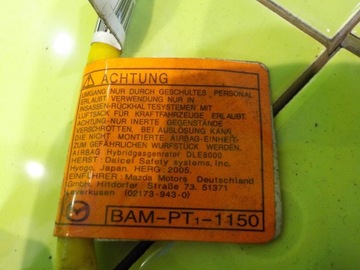 ⚠ ACHTUNG
UMGANG NUR DURCH GESCHULTES PERSONAL
ERLAUBT. VERWENDUNG NUR IN
INSASSEN-RÜCKHALTESYSTEMEN MIT
LUFTSACK FÜR KRAFTFAHRZEUGE ERLAUBT.
ACHTUNG-NUR INERTE GEGENSTÄNDE
VERSCHROTTEN. BEI AUSLÖSUNG KANN
DIE NICHT MONTIERTE AIRBAG-EINHEIT
ZUM GEFÄHRLICHEN WURFSTÜCK WERDEN.
AIRBAG Hybridgasgenerator DLE8000
HERST: Daicel Safety systems, inc.
Hyogo, Japan, HERG: 2005,
EINFÜHRER: Mazda Motors Deutschland
GmbH, Hitdorfer Straße 73, 51371
Leverkusen (02173-943-0)
BAM-PT₁-1150